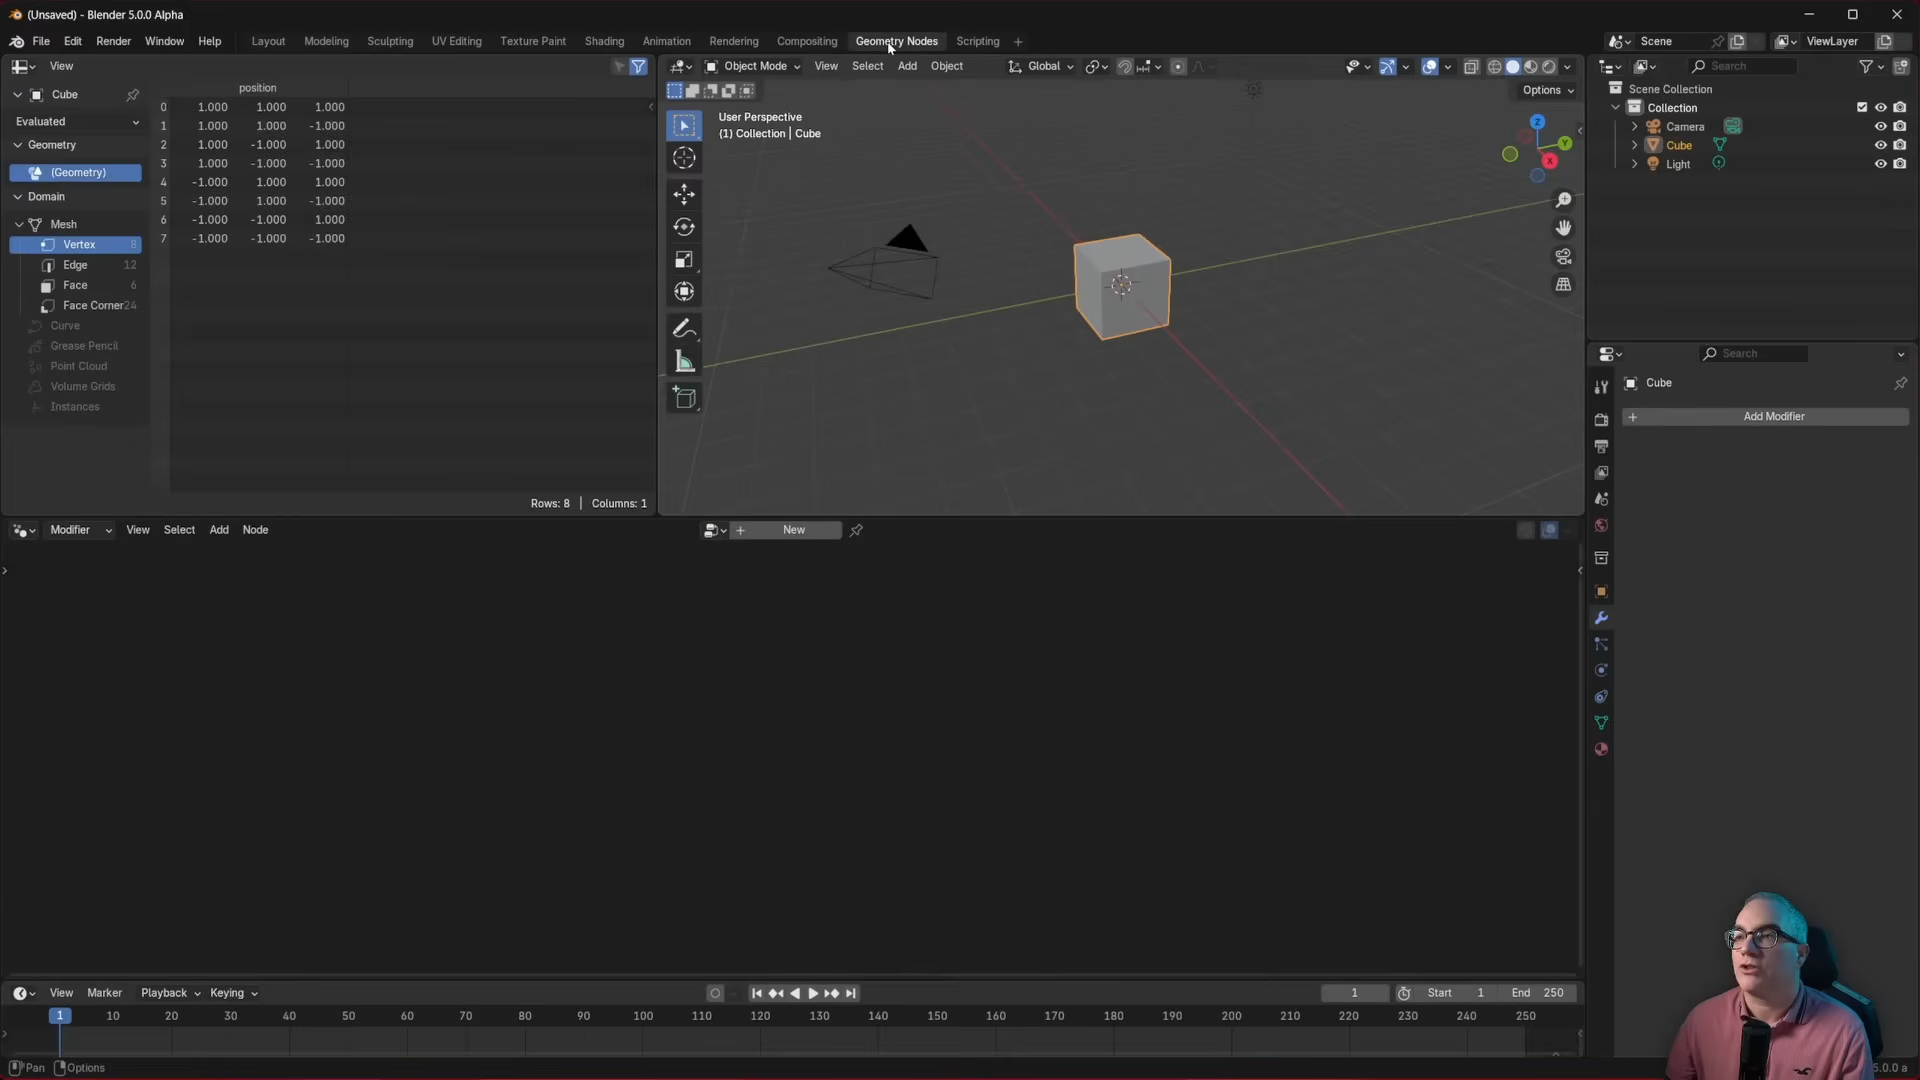 (Unsaved) - Blender 5.0.0 Alpha
File Edit Render Window Help Layout Modeling Sculpting UV Editing Texture Paint Shading Animation Rendering Compositing Geometry Nodes Scripting + Scene ViewLayer
View
Object Mode View Select Add Object Global
Search
Cube
position
Options
Scene Collection
Evaluated
0 1.000 1.000 1.000
User Perspective
Collection
1 1.000 1.000 -1.000
(1) Collection | Cube
Camera
Geometry
2 1.000 -1.000 1.000
Z
Y
Cube
(Geometry)
3 1.000 -1.000 -1.000
X
Light
Domain
4 -1.000 1.000 1.000
5 -1.000 1.000 -1.000
Mesh
6 -1.000 -1.000 1.000
Vertex 8
7 -1.000 -1.000 -1.000
Edge 12
Face 6
Face Corner 24
Curve
Grease Pencil
Point Cloud
Volume Grids
Instances
Search
Cube
+ Add Modifier
Rows: 8 | Columns: 1
Modifier View Select Add Node
+ New
View Marker Playback Keying
1 Start 1 End 250
1 10 20 30 40 50 60 70 80 90 100 110 120 130 140 150 160 170 180 190 200 210 220 230 240 250
Pan Options
5.0.0 a